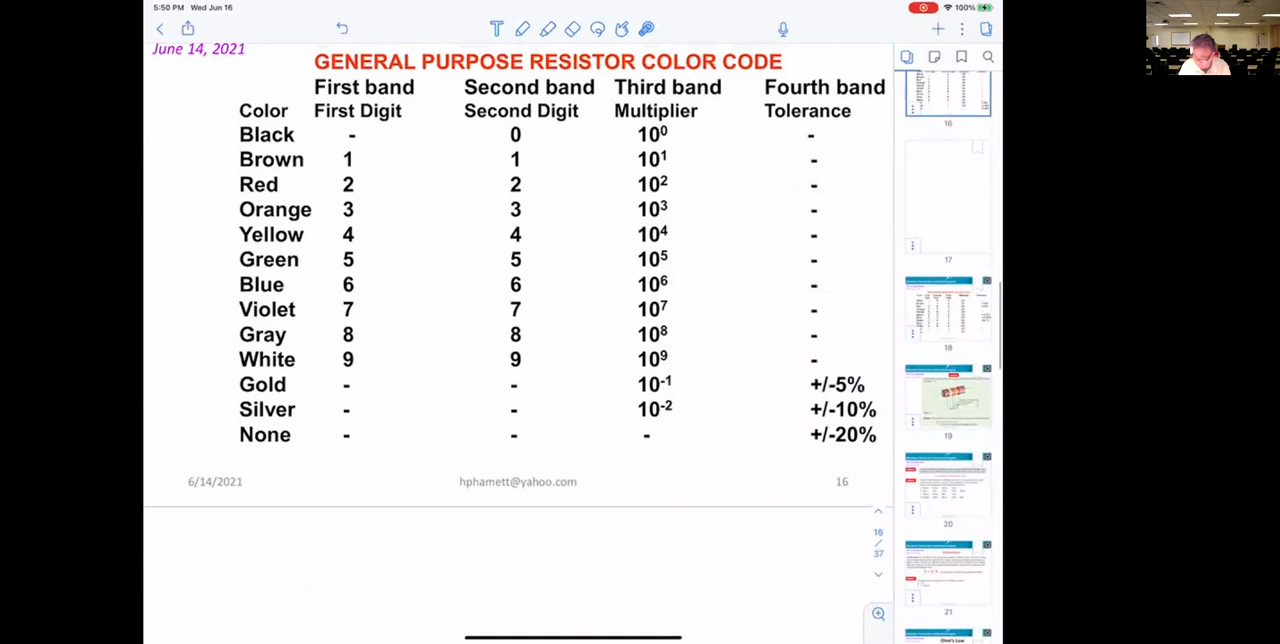 5:50 PM Wed Jun 16
100%
June 14, 2021
GENERAL PURPOSE RESISTOR COLOR CODE
First band Second band Third band Fourth band
Color First Digit Second Digit Multiplier Tolerance
Black - 0 10⁰ -
Brown 1 1 10¹ -
Red 2 2 10² -
Orange 3 3 10³ -
Yellow 4 4 10⁴ -
Green 5 5 10⁵ -
Blue 6 6 10⁶ -
Violet 7 7 10⁷ -
Gray 8 8 10⁸ -
White 9 9 10⁹ -
Gold - - 10⁻¹ +/-5%
Silver - - 10⁻² +/-10%
None - - - +/-20%
6/14/2021 hphamett@yahoo.com 16
16
/
37
16
17
18
19
20
21
Ohm's Law